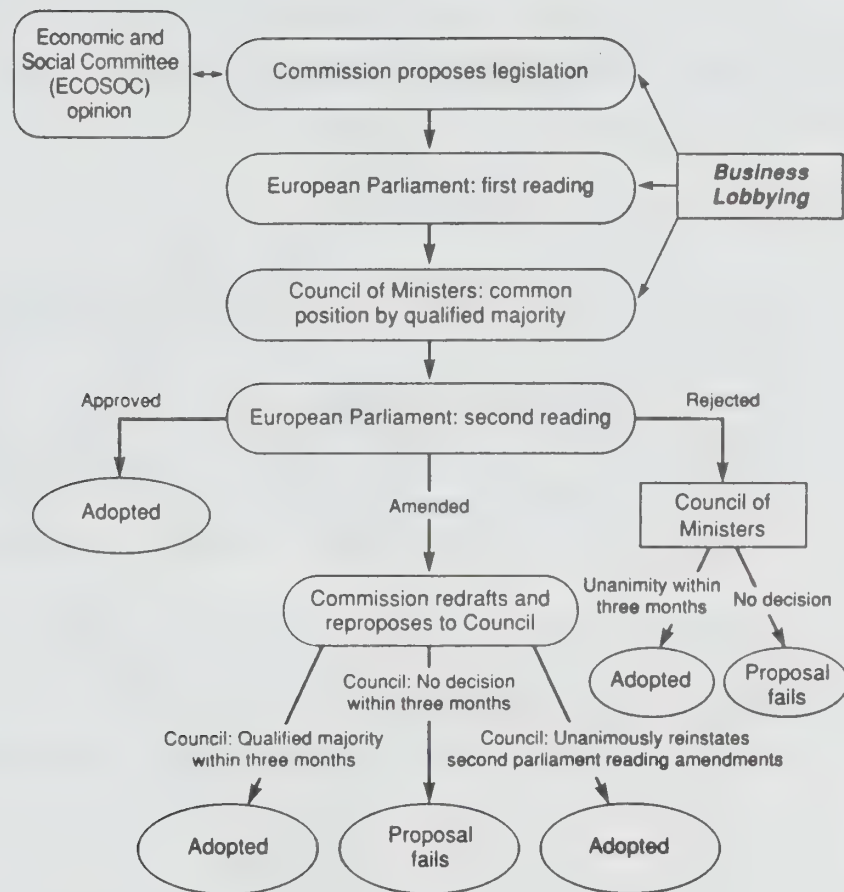 Economic and
Social Committee
(ECOSOC)
opinion
Commission proposes legislation
European Parliament: first reading
Business
Lobbying
Council of Ministers: common
position by qualified majority
Approved
European Parliament: second reading
Rejected
Adopted
Amended
Council of
Ministers
Commission redrafts and
reproposes to Council
Unanimity within
three months
No decision
Adopted
Proposal
fails
Council: No decision
within three months
Council: Qualified majority
within three months
Council: Unanimously reinstates
second parliament reading amendments
Adopted
Proposal
fails
Adopted